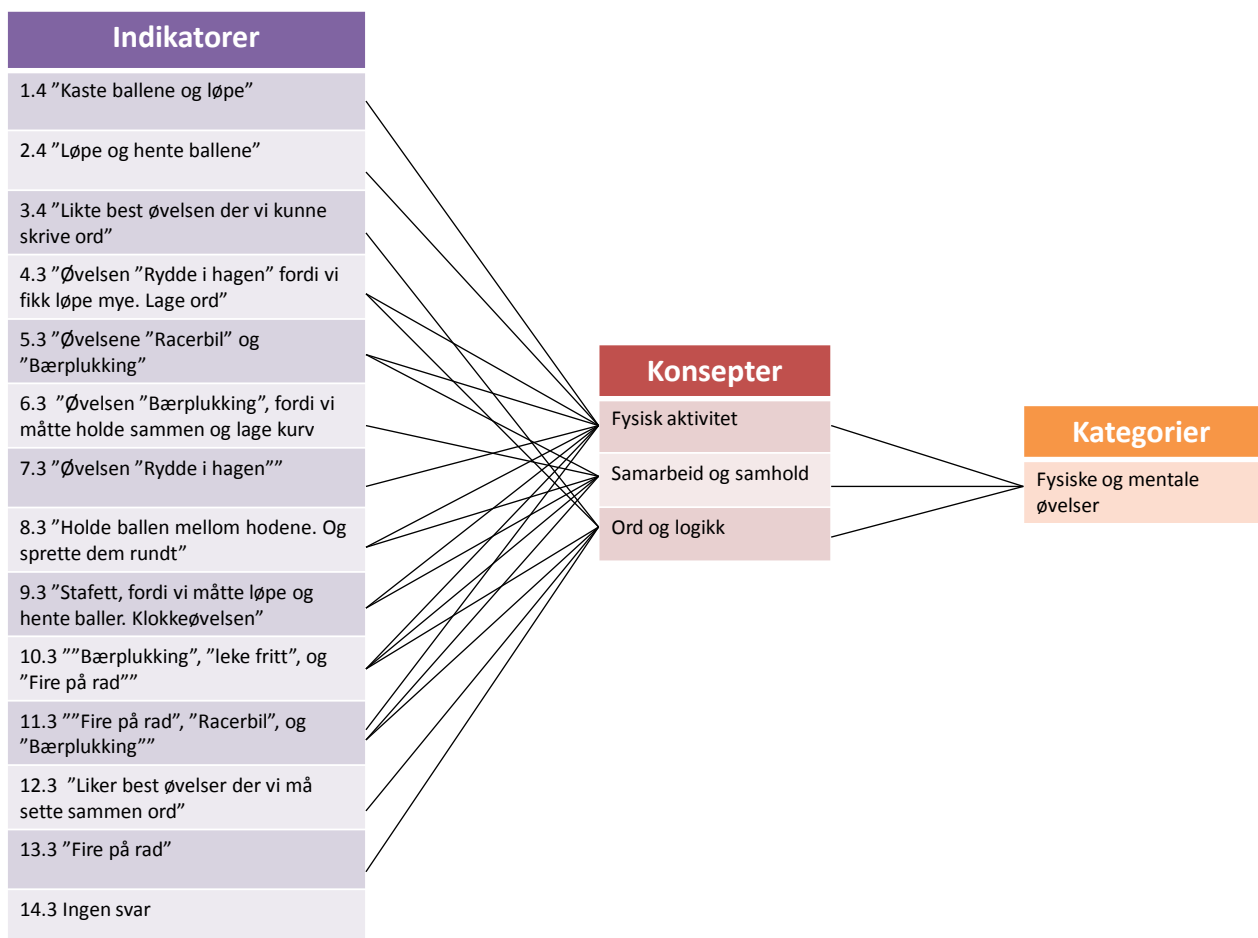 Indikatorer
1.4 ”Kaste ballene og løpe”
2.4 ”Løpe og hente ballene”
3.4 ”Likte best øvelsen der vi kunne
skrive ord”
4.3 ”Øvelsen ”Rydde i hagen” fordi vi
fikk løpe mye. Lage ord”
5.3 ”Øvelsene ”Racerbil” og
”Bærplukking”
6.3 ”Øvelsen ”Bærplukking”, fordi vi
måtte holde sammen og lage kurv
7.3 ”Øvelsen ”Rydde i hagen””
8.3 ”Holde ballen mellom hodene. Og
sprette dem rundt”
9.3 ”Stafett, fordi vi måtte løpe og
hente baller. Klokkeøvelsen”
10.3 ””Bærplukking”, ”leke fritt”, og
”Fire på rad””
11.3 ””Fire på rad”, ”Racerbil”, og
”Bærplukking””
12.3 ”Liker best øvelser der vi må
sette sammen ord”
13.3 ”Fire på rad”
14.3 Ingen svar
Konsepter
Fysisk aktivitet
Samarbeid og samhold
Ord og logikk
Kategorier
Fysiske og mentale
øvelser